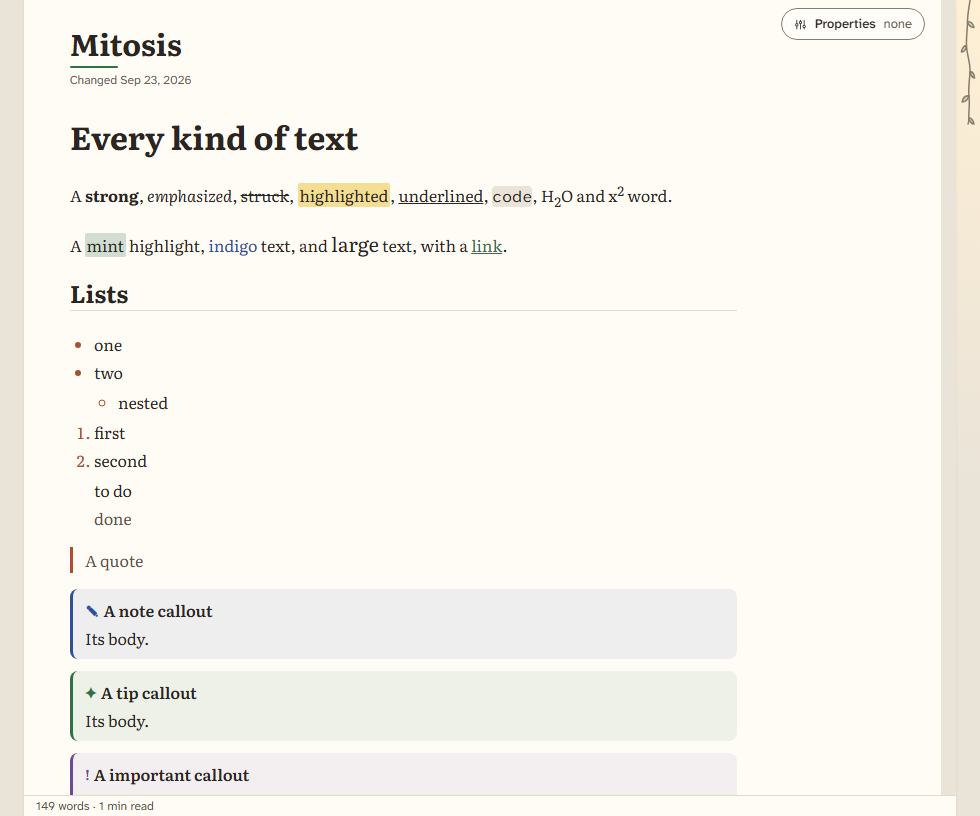 Properties none
Mitosis
Changed Sep 23, 2026
Every kind of text
A strong, emphasized, struck, highlighted, underlined, code, H₂O and x² word.
A mint highlight, indigo text, and large text, with a link.
Lists
one
two
nested
1. first
2. second
to do
done
A quote
A note callout
Its body.
A tip callout
Its body.
! A important callout
149 words · 1 min read